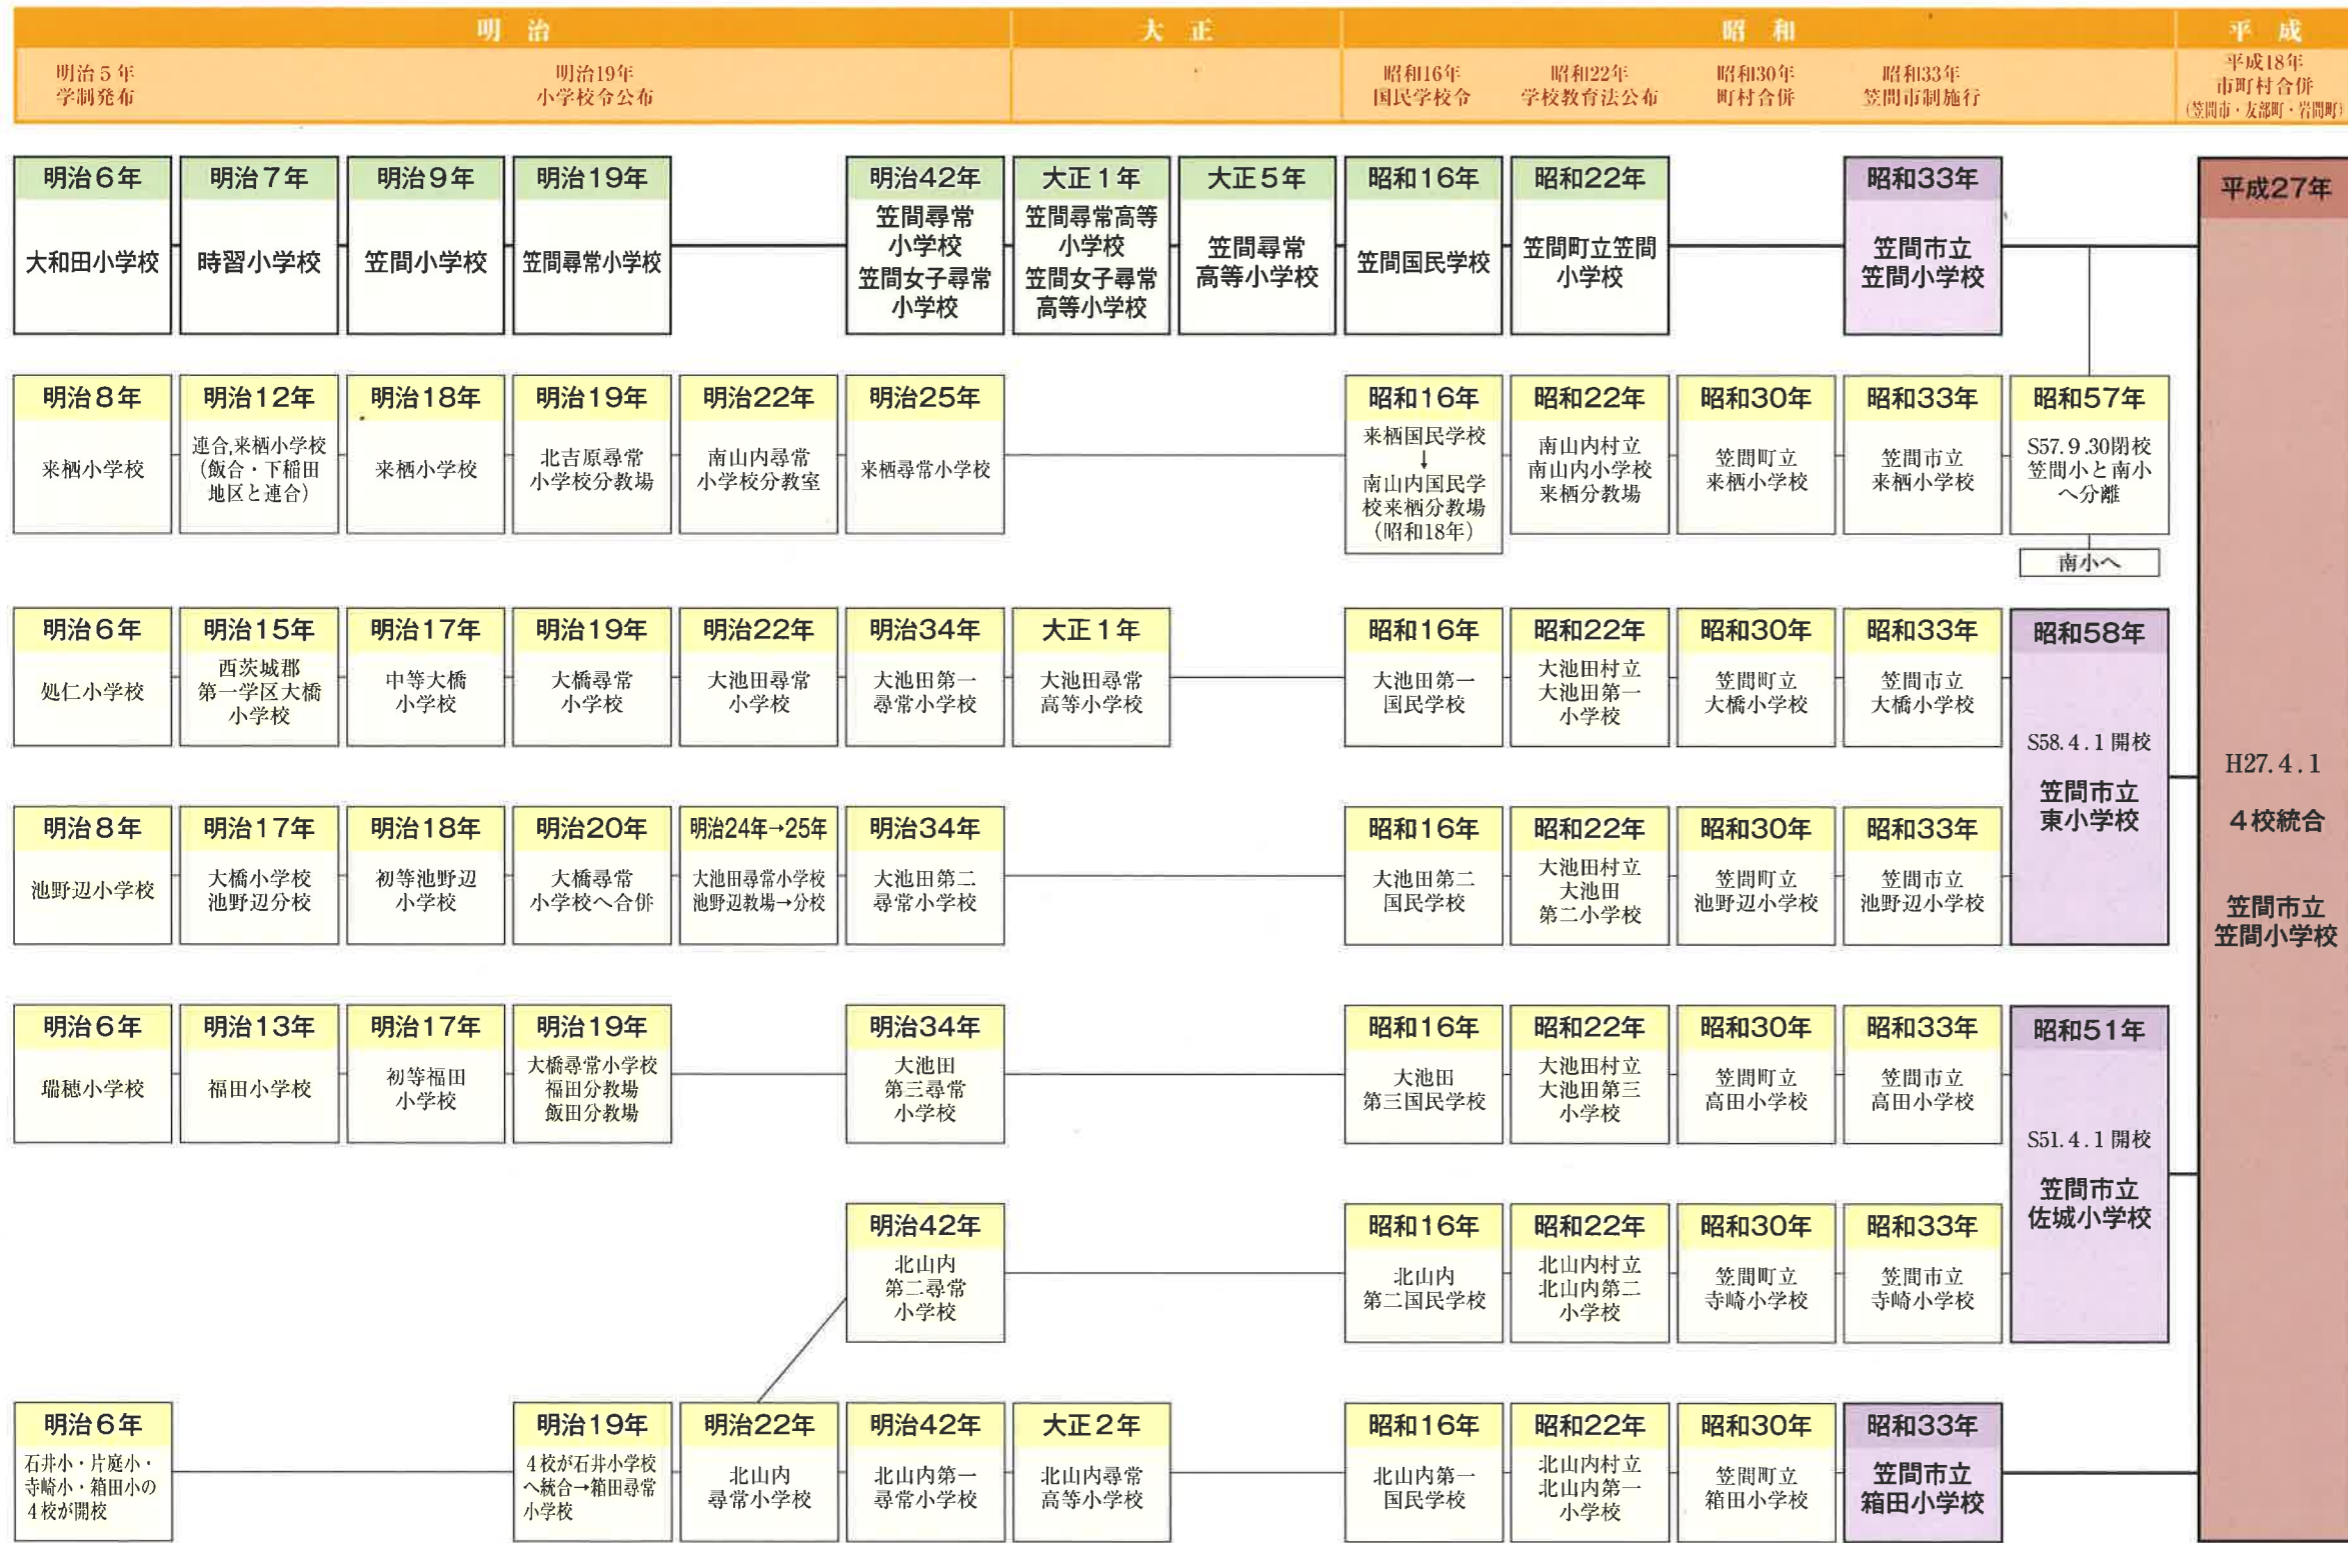 明治
大正
昭和
平成
明治5年
学制発布
明治19年
小学校令公布
昭和16年
国民学校令
昭和22年
学校教育法公布
昭和30年
町村合併
昭和33年
笠間市制施行
平成18年
市町村合併
(笠間市・友部町・岩間町)
明治6年
大和田小学校
明治7年
時習小学校
明治9年
笠間小学校
明治19年
笠間尋常小学校
明治42年
笠間尋常
小学校
笠間女子尋常
小学校
大正1年
笠間尋常高等
小学校
笠間女子尋常
高等小学校
大正5年
笠間尋常
高等小学校
昭和16年
笠間国民学校
昭和22年
笠間町立笠間
小学校
昭和33年
笠間市立
笠間小学校
平成27年
H27.4.1
4校統合
笠間市立
笠間小学校
明治8年
来栖小学校
明治12年
連合,来栖小学校
(飯合・下稲田
地区と連合)
明治18年
来栖小学校
明治19年
北吉原尋常
小学校分教場
明治22年
南山内尋常
小学校分教室
明治25年
来栖尋常小学校
昭和16年
来栖国民学校
↓
南山内国民学
校来栖分教場
(昭和18年)
昭和22年
南山内村立
南山内小学校
来栖分教場
昭和30年
笠間町立
来栖小学校
昭和33年
笠間市立
来栖小学校
昭和57年
S57.9.30閉校
笠間小と南小
へ分離
南小へ
明治6年
処仁小学校
明治15年
西茨城郡
第一学区大橋
小学校
明治17年
中等大橋
小学校
明治19年
大橋尋常
小学校
明治22年
大池田尋常
小学校
明治34年
大池田第一
尋常小学校
大正1年
大池田尋常
高等小学校
昭和16年
大池田第一
国民学校
昭和22年
大池田村立
大池田第一
小学校
昭和30年
笠間町立
大橋小学校
昭和33年
笠間市立
大橋小学校
昭和58年
S58.4.1開校
笠間市立
東小学校
明治8年
池野辺小学校
明治17年
大橋小学校
池野辺分校
明治18年
初等池野辺
小学校
明治20年
大橋尋常
小学校へ合併
明治24年→25年
大池田尋常小学校
池野辺教場→分校
明治34年
大池田第二
尋常小学校
昭和16年
大池田第二
国民学校
昭和22年
大池田村立
大池田
第二小学校
昭和30年
笠間町立
池野辺小学校
昭和33年
笠間市立
池野辺小学校
明治6年
瑞穂小学校
明治13年
福田小学校
明治17年
初等福田
小学校
明治19年
大橋尋常小学校
福田分教場
飯田分教場
明治34年
大池田
第三尋常
小学校
昭和16年
大池田
第三国民学校
昭和22年
大池田村立
大池田第三
小学校
昭和30年
笠間町立
高田小学校
昭和33年
笠間市立
高田小学校
昭和51年
S51.4.1開校
笠間市立
佐城小学校
明治42年
北山内
第二尋常
小学校
昭和16年
北山内
第二国民学校
昭和22年
北山内村立
北山内第二
小学校
昭和30年
笠間町立
寺崎小学校
昭和33年
笠間市立
寺崎小学校
明治6年
石井小・片庭小・
寺崎小・箱田小の
4校が開校
明治19年
4校が石井小学校
へ統合→箱田尋常
小学校
明治22年
北山内
尋常小学校
明治42年
北山内第一
尋常小学校
大正2年
北山内尋常
高等小学校
昭和16年
北山内第一
国民学校
昭和22年
北山内村立
北山内第一
小学校
昭和30年
笠間町立
箱田小学校
昭和33年
笠間市立
箱田小学校